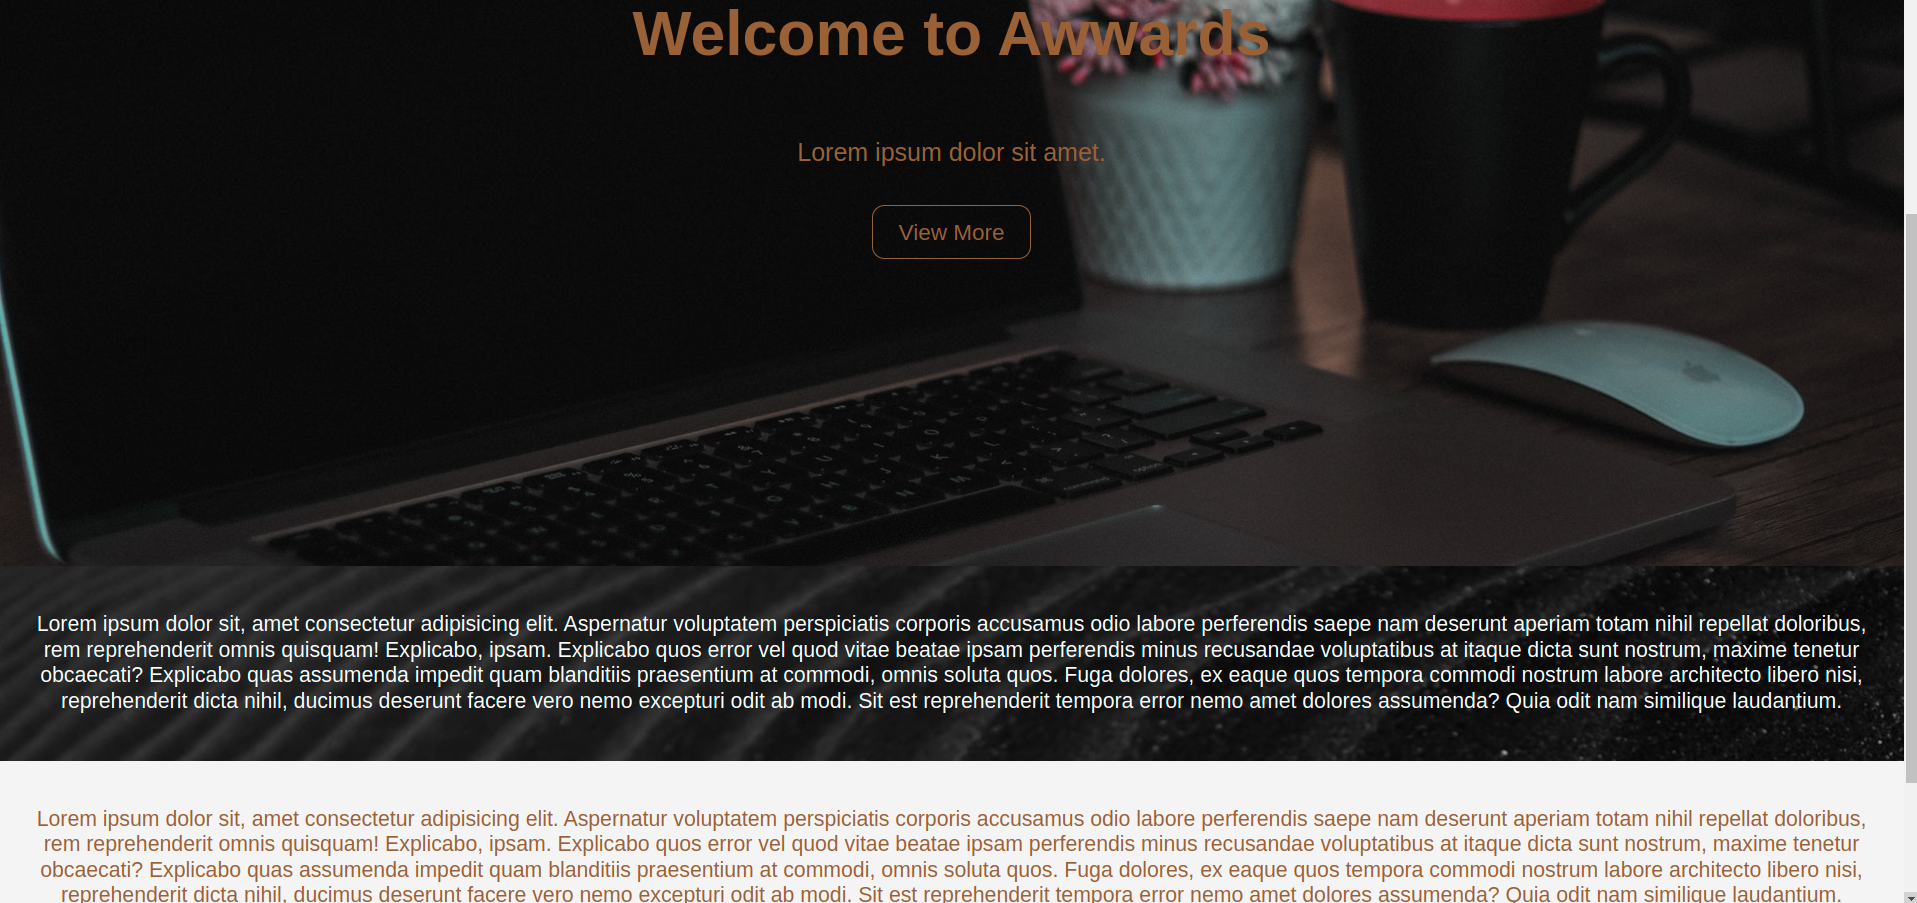 Welcome to Awwards
Lorem ipsum dolor sit amet.
View More
Lorem ipsum dolor sit, amet consectetur adipisicing elit. Aspernatur voluptatem perspiciatis corporis accusamus odio labore perferendis saepe nam deserunt aperiam totam nihil repellat doloribus,
rem reprehenderit omnis quisquam! Explicabo, ipsam. Explicabo quos error vel quod vitae beatae ipsam perferendis minus recusandae voluptatibus at itaque dicta sunt nostrum, maxime tenetur
obcaecati? Explicabo quas assumenda impedit quam blanditiis praesentium at commodi, omnis soluta quos. Fuga dolores, ex eaque quos tempora commodi nostrum labore architecto libero nisi,
reprehenderit dicta nihil, ducimus deserunt facere vero nemo excepturi odit ab modi. Sit est reprehenderit tempora error nemo amet dolores assumenda? Quia odit nam similique laudantium.
Lorem ipsum dolor sit, amet consectetur adipisicing elit. Aspernatur voluptatem perspiciatis corporis accusamus odio labore perferendis saepe nam deserunt aperiam totam nihil repellat doloribus,
rem reprehenderit omnis quisquam! Explicabo, ipsam. Explicabo quos error vel quod vitae beatae ipsam perferendis minus recusandae voluptatibus at itaque dicta sunt nostrum, maxime tenetur
obcaecati? Explicabo quas assumenda impedit quam blanditiis praesentium at commodi, omnis soluta quos. Fuga dolores, ex eaque quos tempora commodi nostrum labore architecto libero nisi,
reprehenderit dicta nihil, ducimus deserunt facere vero nemo excepturi odit ab modi. Sit est reprehenderit tempora error nemo amet dolores assumenda? Quia odit nam similique laudantium.